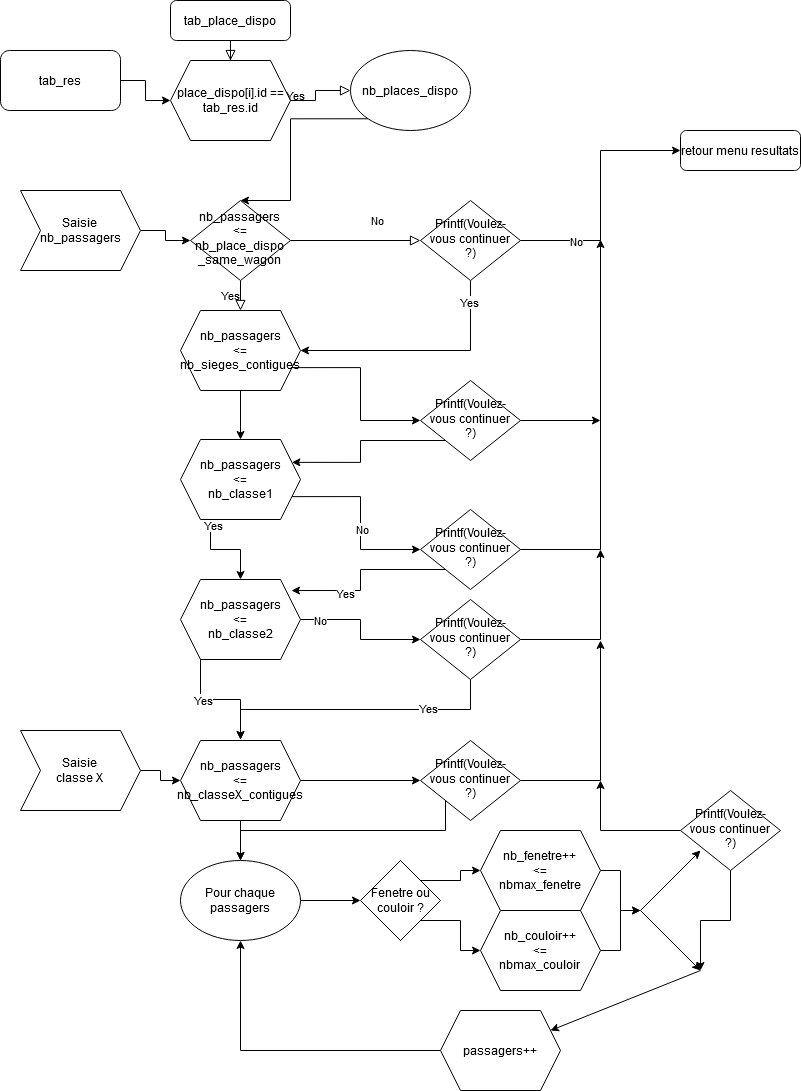 tab_place_dispo
tab_res
place_dispo[i].id ==
tab_res.id
Yes
nb_places_dispo
retour menu resultats
Saisie
nb_passagers
nb_passagers
<=
nb_place_dispo
_same_wagon
No
Printf(Voulez-
vous continuer
?)
No
Yes
Yes
nb_passagers
<=
nb_sieges_contigues
Printf(Voulez-
vous continuer
?)
nb_passagers
<=
nb_classe1
Yes
No
Printf(Voulez-
vous continuer
?)
Yes
nb_passagers
<=
nb_classe2
No
Printf(Voulez-
vous continuer
?)
Yes
Yes
Saisie
classe X
nb_passagers
<=
nb_classeX_contigues
Printf(Voulez-
vous continuer
?)
Printf(Voulez-
vous continuer
?)
Pour chaque
passagers
Fenetre ou
couloir ?
nb_fenetre++
<=
nbmax_fenetre
nb_couloir++
<=
nbmax_couloir
passagers++